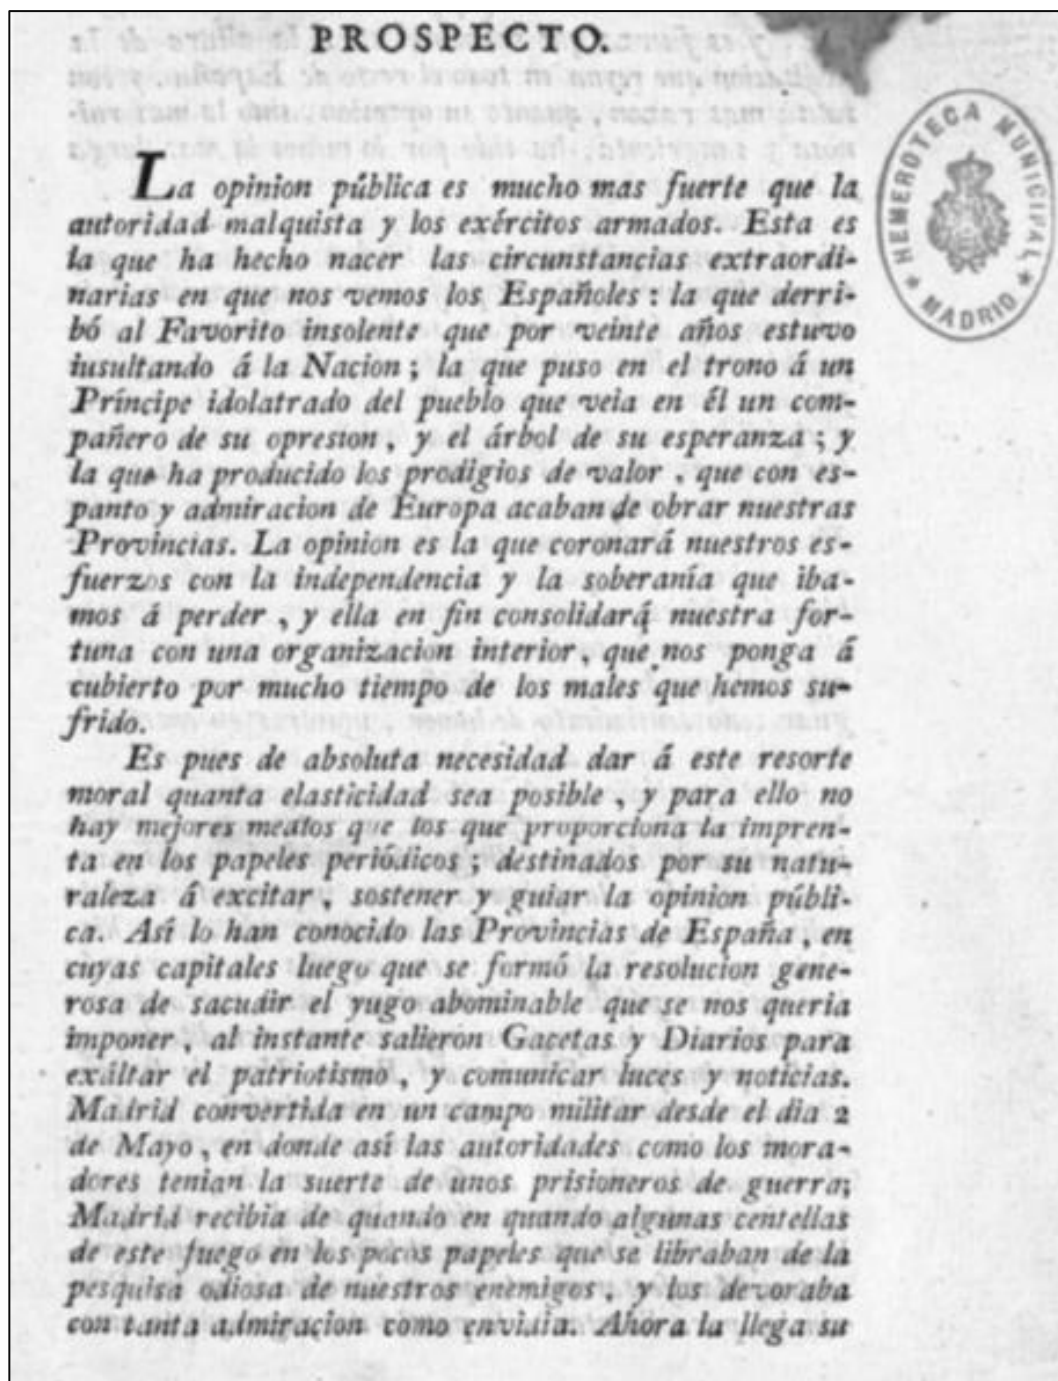 PROSPECTO.
HEMEROTECA MUNICIPAL
MADRID
La opinion pública es mucho mas fuerte que la
autoridad malquista y los exércitos armados. Esta es
la que ha hecho nacer las circunstancias extraordi-
narias en que nos vemos los Españoles: la que derri-
bó al Favorito insolente que por veinte años estuvo
insultando á la Nacion; la que puso en el trono á un
Príncipe idolatrado del pueblo que veia en él un com-
pañero de su opresion, y el árbol de su esperanza; y
la que ha producido los prodigios de valor, que con es-
panto y admiracion de Europa acaban de obrar nuestras
Provincias. La opinion es la que coronará nuestros es-
fuerzos con la independencia y la soberanía que iba-
mos á perder, y ella en fin consolidará nuestra for-
tuna con una organizacion interior, que nos ponga á
cubierto por mucho tiempo de los males que hemos su-
frido.
Es pues de absoluta necesidad dar á este resorte
moral quanta elasticidad sea posible, y para ello no
hay mejores medios que los que proporciona la impren-
ta en los papeles periódicos; destinados por su natu-
raleza á excitar, sostener y guiar la opinion públi-
ca. Así lo han conocido las Provincias de España, en
cuyas capitales luego que se formó la resolucion gene-
rosa de sacudir el yugo abominable que se nos queria
imponer, al instante salieron Gacetas y Diarios para
exâltar el patriotismo, y comunicar luces y noticias.
Madrid convertida en un campo militar desde el dia 2
de Mayo, en donde así las autoridades como los mora-
dores tenian la suerte de unos prisioneros de guerra;
Madrid recibia de quando en quando algunas centellas
de este fuego en los pocos papeles que se libraban de la
pesquisa odiosa de nuestros enemigos, y los devoraba
con tanta admiracion como envidia. Ahora la llega su